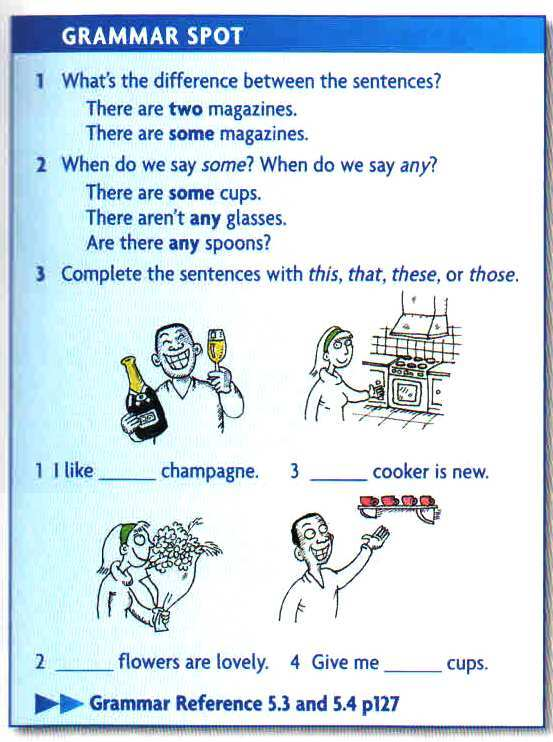 GRAMMAR SPOT
1 What's the difference between the sentences?
There are two magazines.
There are some magazines.
2 When do we say some? When do we say any?
There are some cups.
There aren't any glasses.
Are there any spoons?
3 Complete the sentences with this, that, these, or those.
1 I like ______ champagne.
3 ______ cooker is new.
2 ______ flowers are lovely.
4 Give me ______ cups.
Grammar Reference 5.3 and 5.4 p127